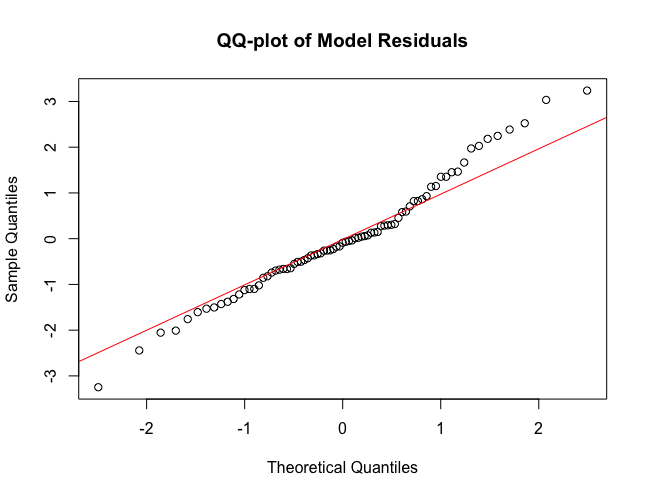 QQ-plot of Model Residuals
Sample Quantiles
3
2
1
0
-1
-2
-3
-2 -1 0 1 2
Theoretical Quantiles